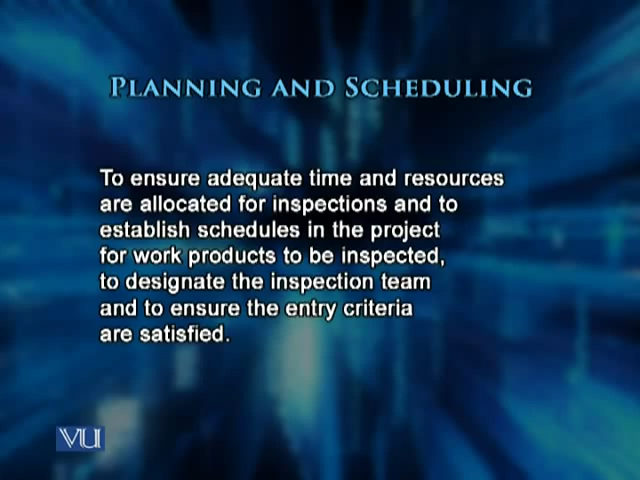 PLANNING AND SCHEDULING
To ensure adequate time and resources
are allocated for inspections and to
establish schedules in the project
for work products to be inspected,
to designate the inspection team
and to ensure the entry criteria
are satisfied.
VU